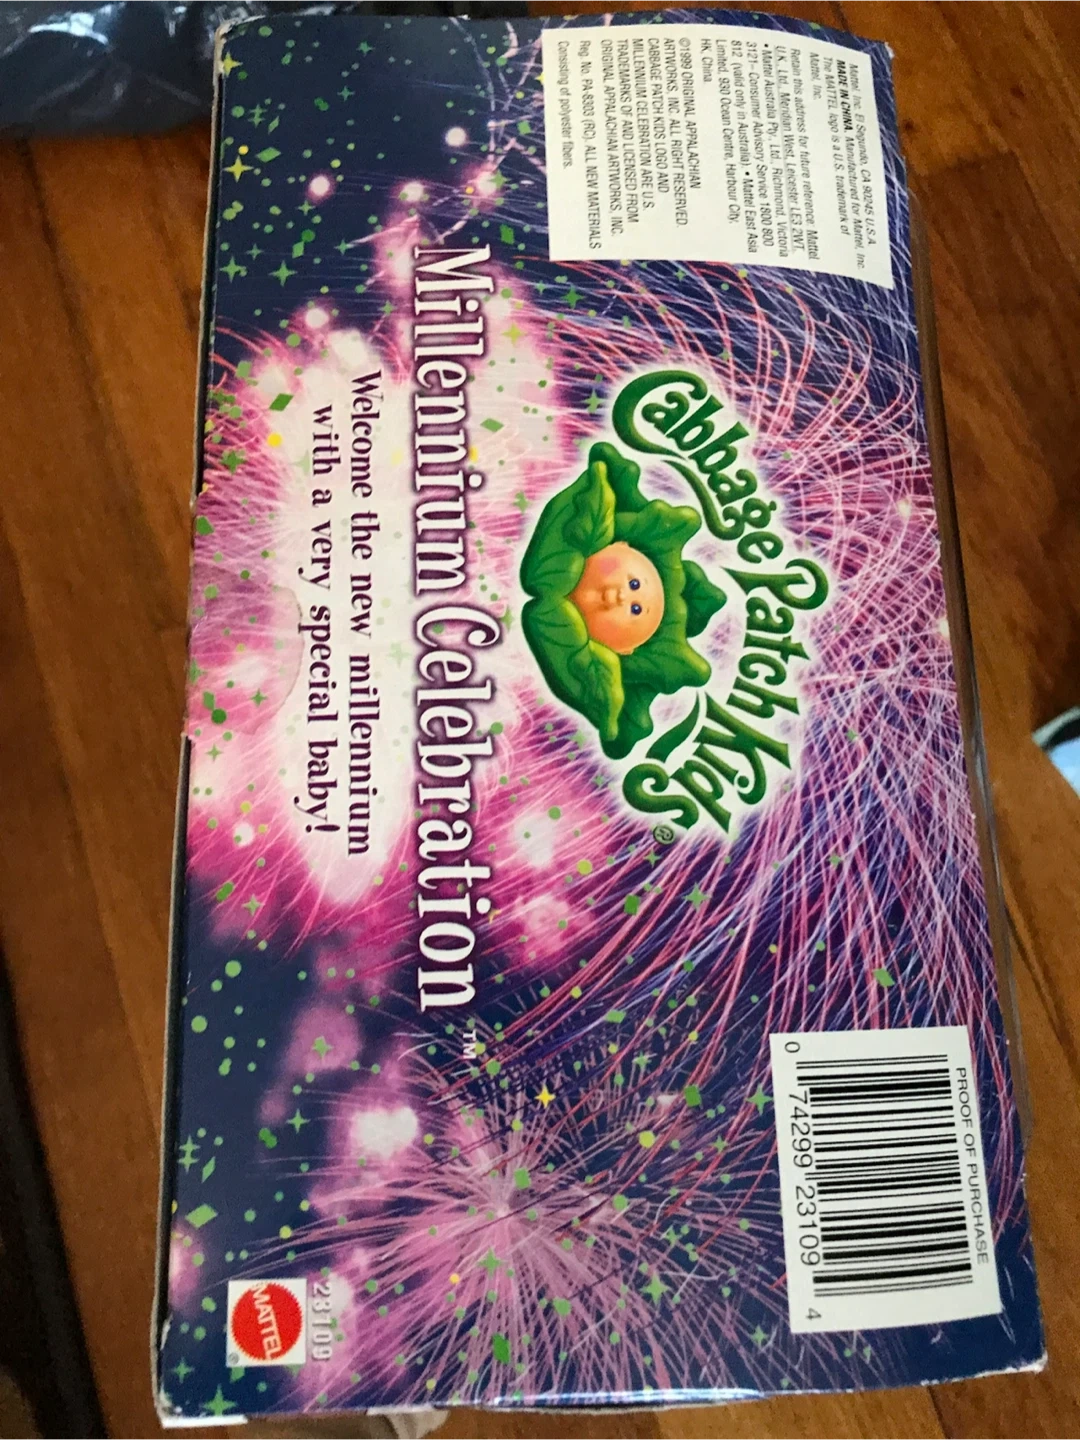 Mattel, Inc. El Segundo, CA 90245 U.S.A.
MADE IN CHINA. Manufactured for Mattel, Inc.
The MATTEL logo is a U.S. trademark of
Mattel, Inc.
Retain this address for future reference: Mattel
U.K. Ltd., Meridian West, Leicester LE3 2WT.
• Mattel Australia Pty., Ltd., Richmond, Victoria
3121– Consumer Advisory Service 1800 800
812 (valid only in Australia). • Mattel East Asia
Limited, 930 Ocean Centre, Harbour City,
HK, China.
©1999 ORIGINAL APPALACHIAN
ARTWORKS, INC. ALL RIGHT RESERVED.
CABBAGE PATCH KIDS LOGO AND
MILLENNIUM CELEBRATION ARE U.S.
TRADEMARKS OF AND LICENSED FROM
ORIGINAL APPALACHIAN ARTWORKS, INC.
Reg. No. PA-8303 (RC). ALL NEW MATERIALS
Consisting of polyester fibers.
Cabbage Patch Kids®
Millennium Celebration™
Welcome the new millennium
with a very special baby!
PROOF OF PURCHASE
0 74299 23109 4
23109
MATTEL®